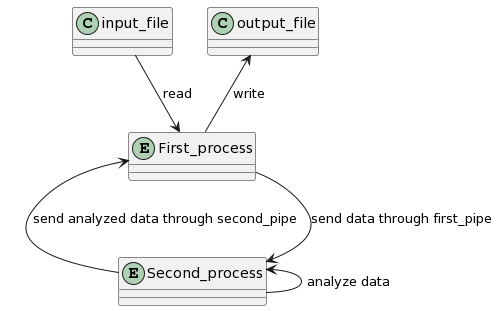 C input_file
C output_file
read
write
E First_process
send analyzed data through second_pipe
send data through first_pipe
E Second_process
analyze data